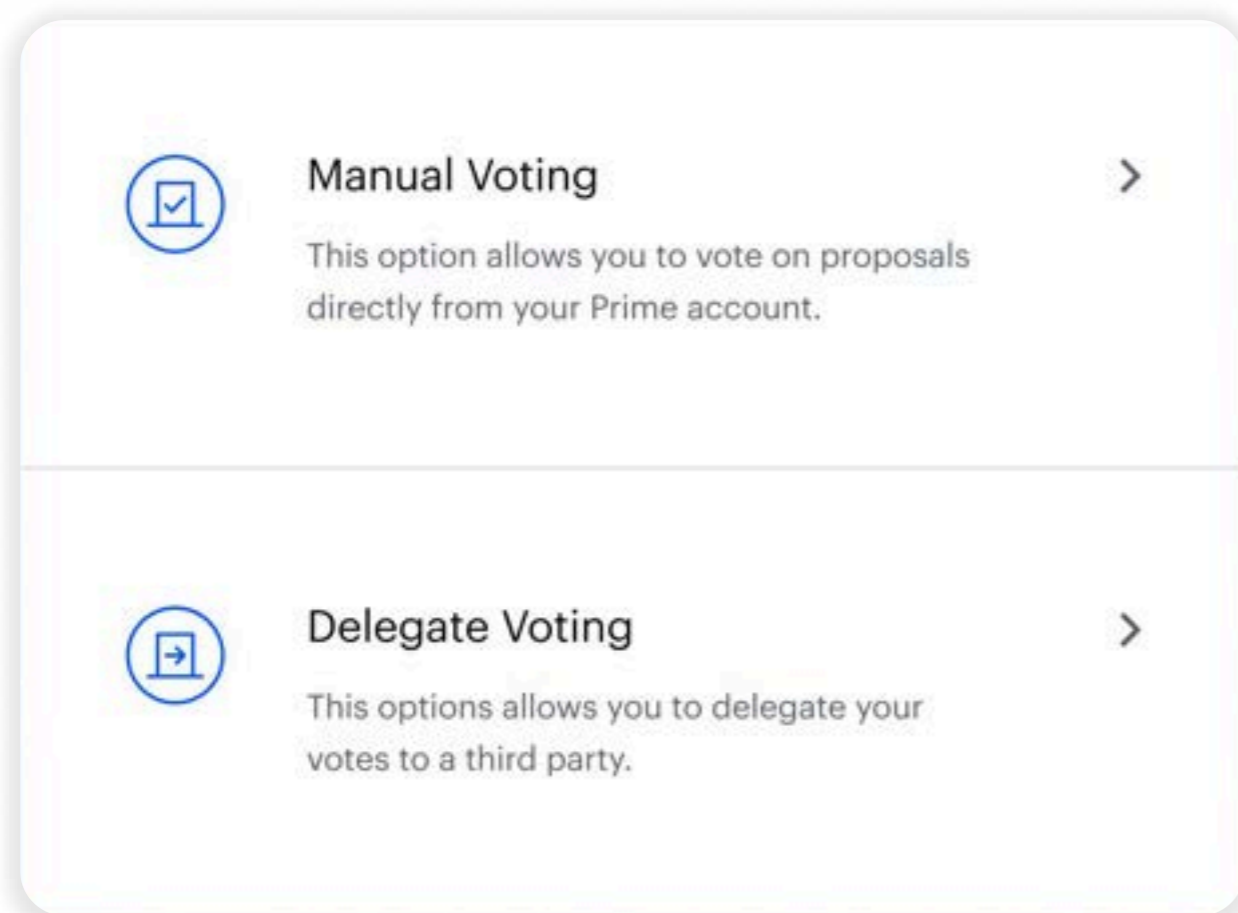 Manual Voting
This option allows you to vote on proposals
directly from your Prime account.
Delegate Voting
This options allows you to delegate your
votes to a third party.